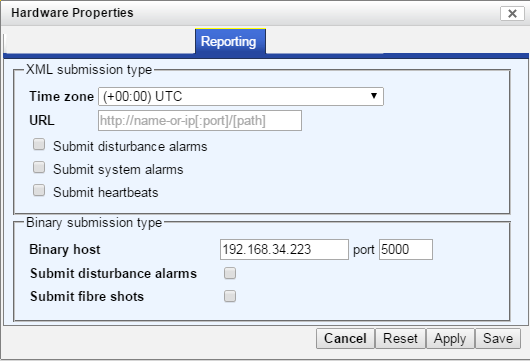 Hardware Properties
Reporting
XML submission type
Time zone (+00:00) UTC
URL http://name-or-ip[:port]/[path]
Submit disturbance alarms
Submit system alarms
Submit heartbeats
Binary submission type
Binary host 192.168.34.223 port 5000
Submit disturbance alarms
Submit fibre shots
Cancel Reset Apply Save